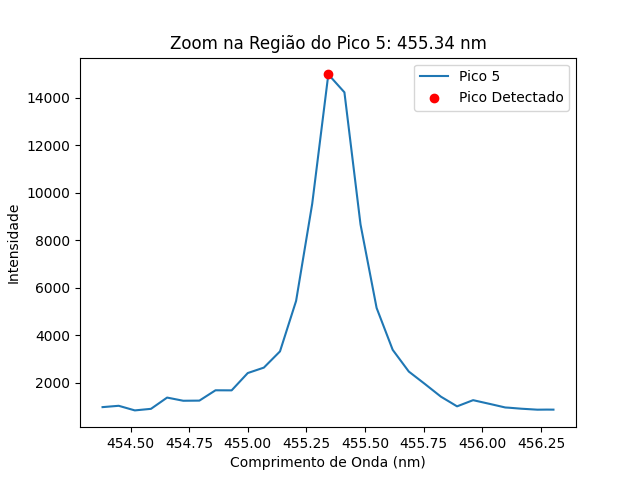 Zoom na Região do Pico 5: 455.34 nm
Pico 5
Pico Detectado
Intensidade
14000
12000
10000
8000
6000
4000
2000
454.50 454.75 455.00 455.25 455.50 455.75 456.00 456.25
Comprimento de Onda (nm)